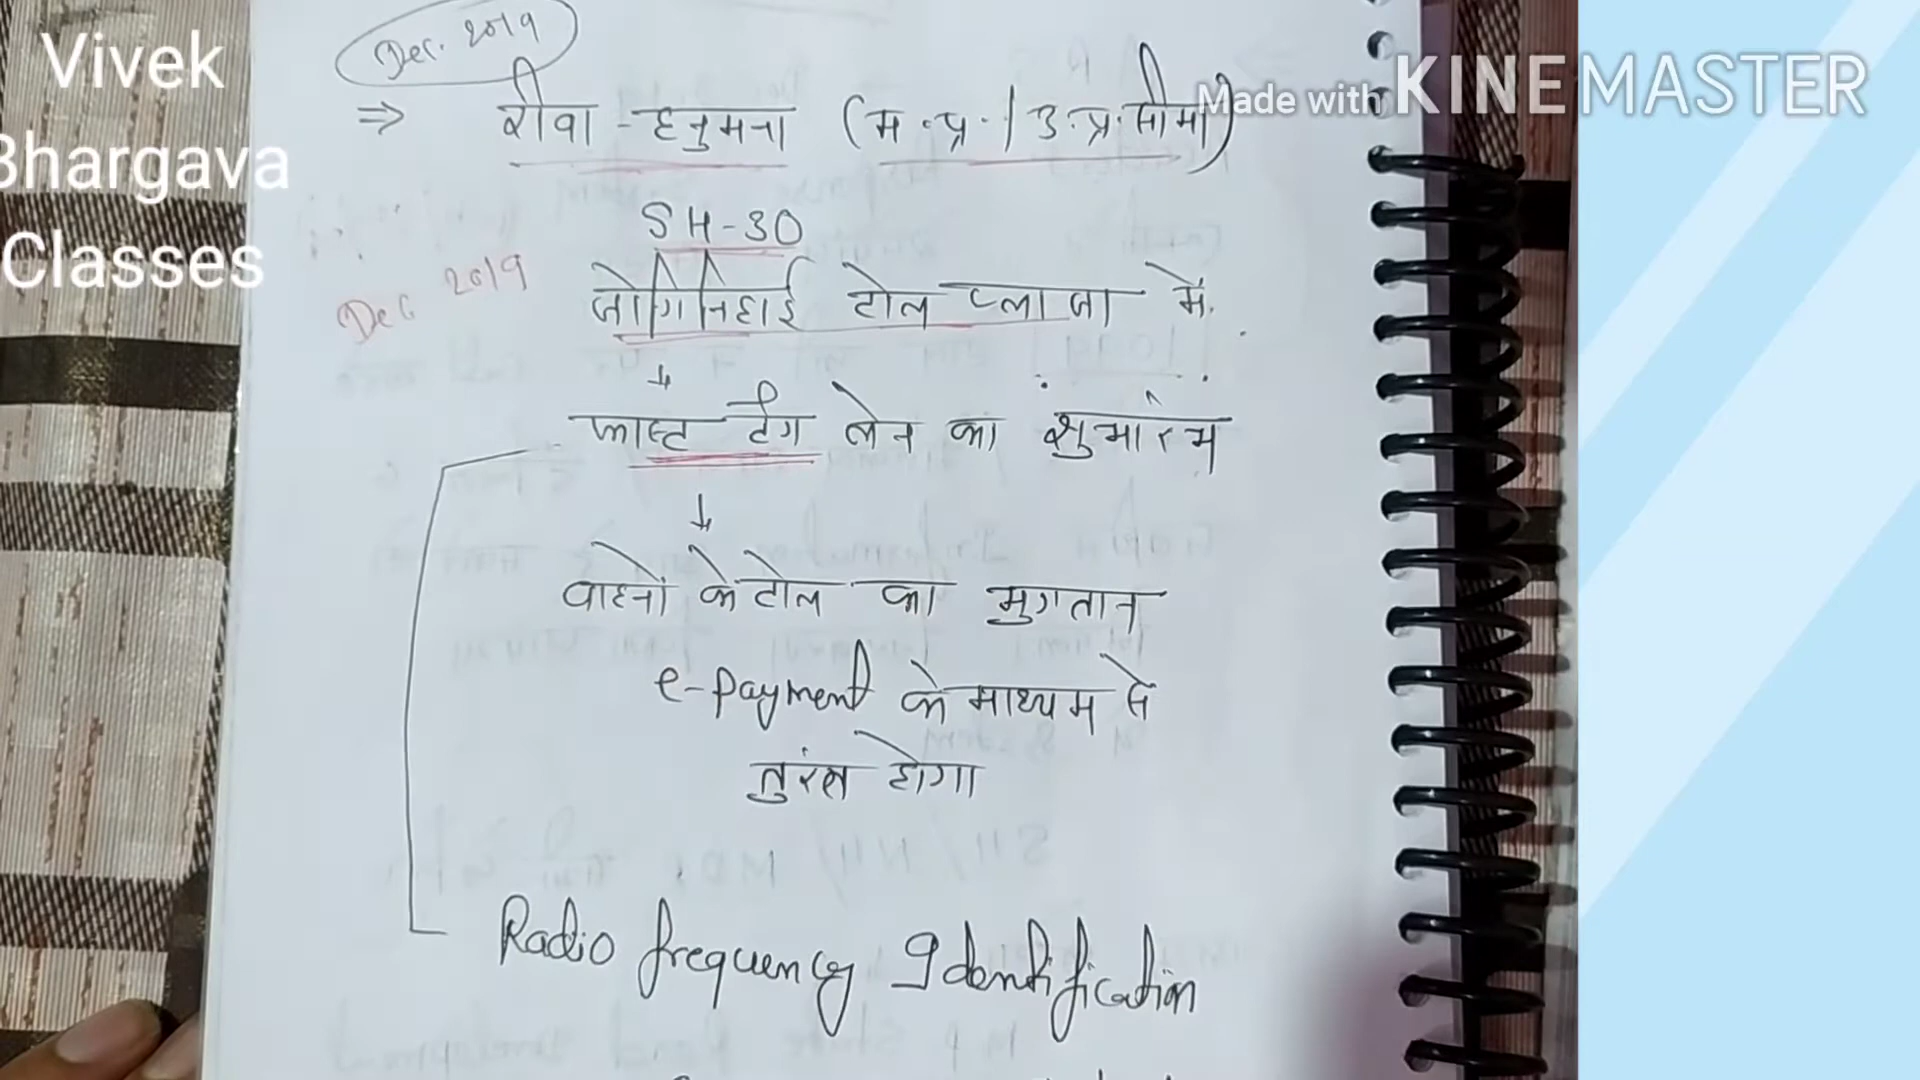 Vivek
Bhargava
Classes
Made with KINEMASTER
Dec. 2019
⇒ रीवा - हनुमना (म.प्र. / उ.प्र. सीमा)
SH-30
Dec 2019
जोगिनिहाई टोल प्लाजा में.
फास्ट टैग लेन का शुभारंभ
वाहनों के टोल का भुगतान
e-payment के माध्यम से
तुरंत होगा
Radio frequency Identification